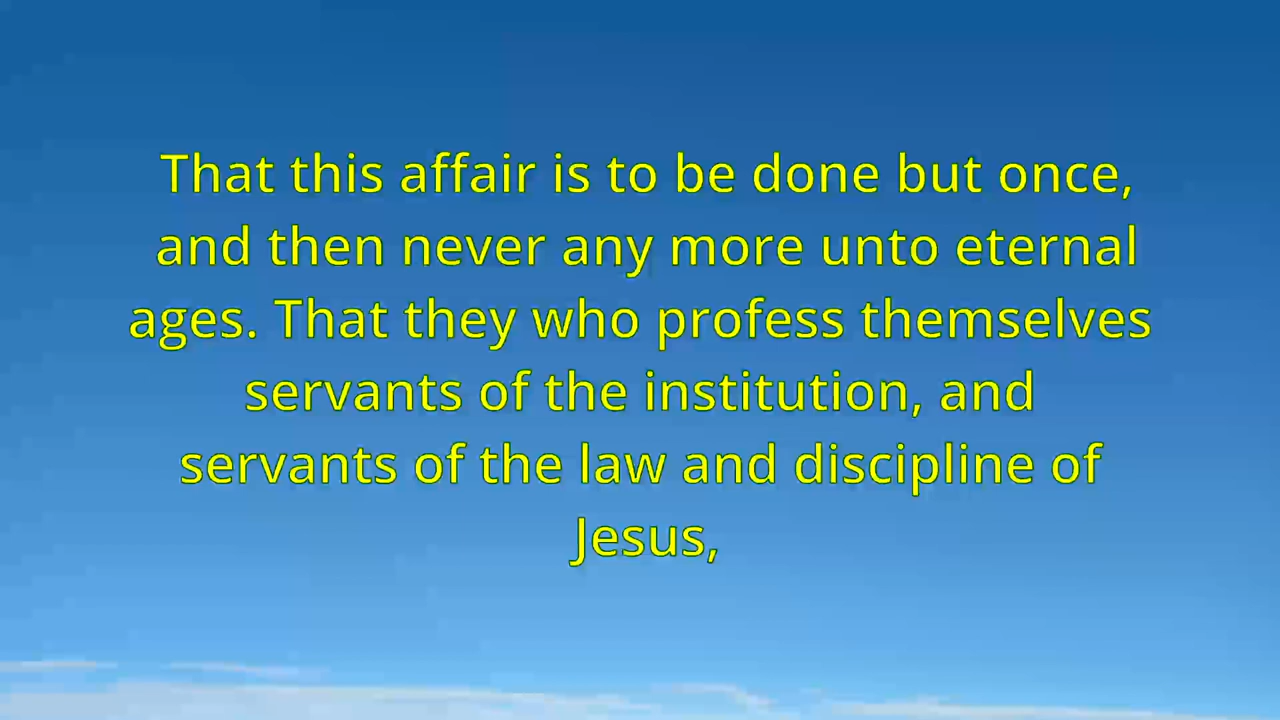 That this affair is to be done but once,
and then never any more unto eternal
ages. That they who profess themselves
servants of the institution, and
servants of the law and discipline of
Jesus,